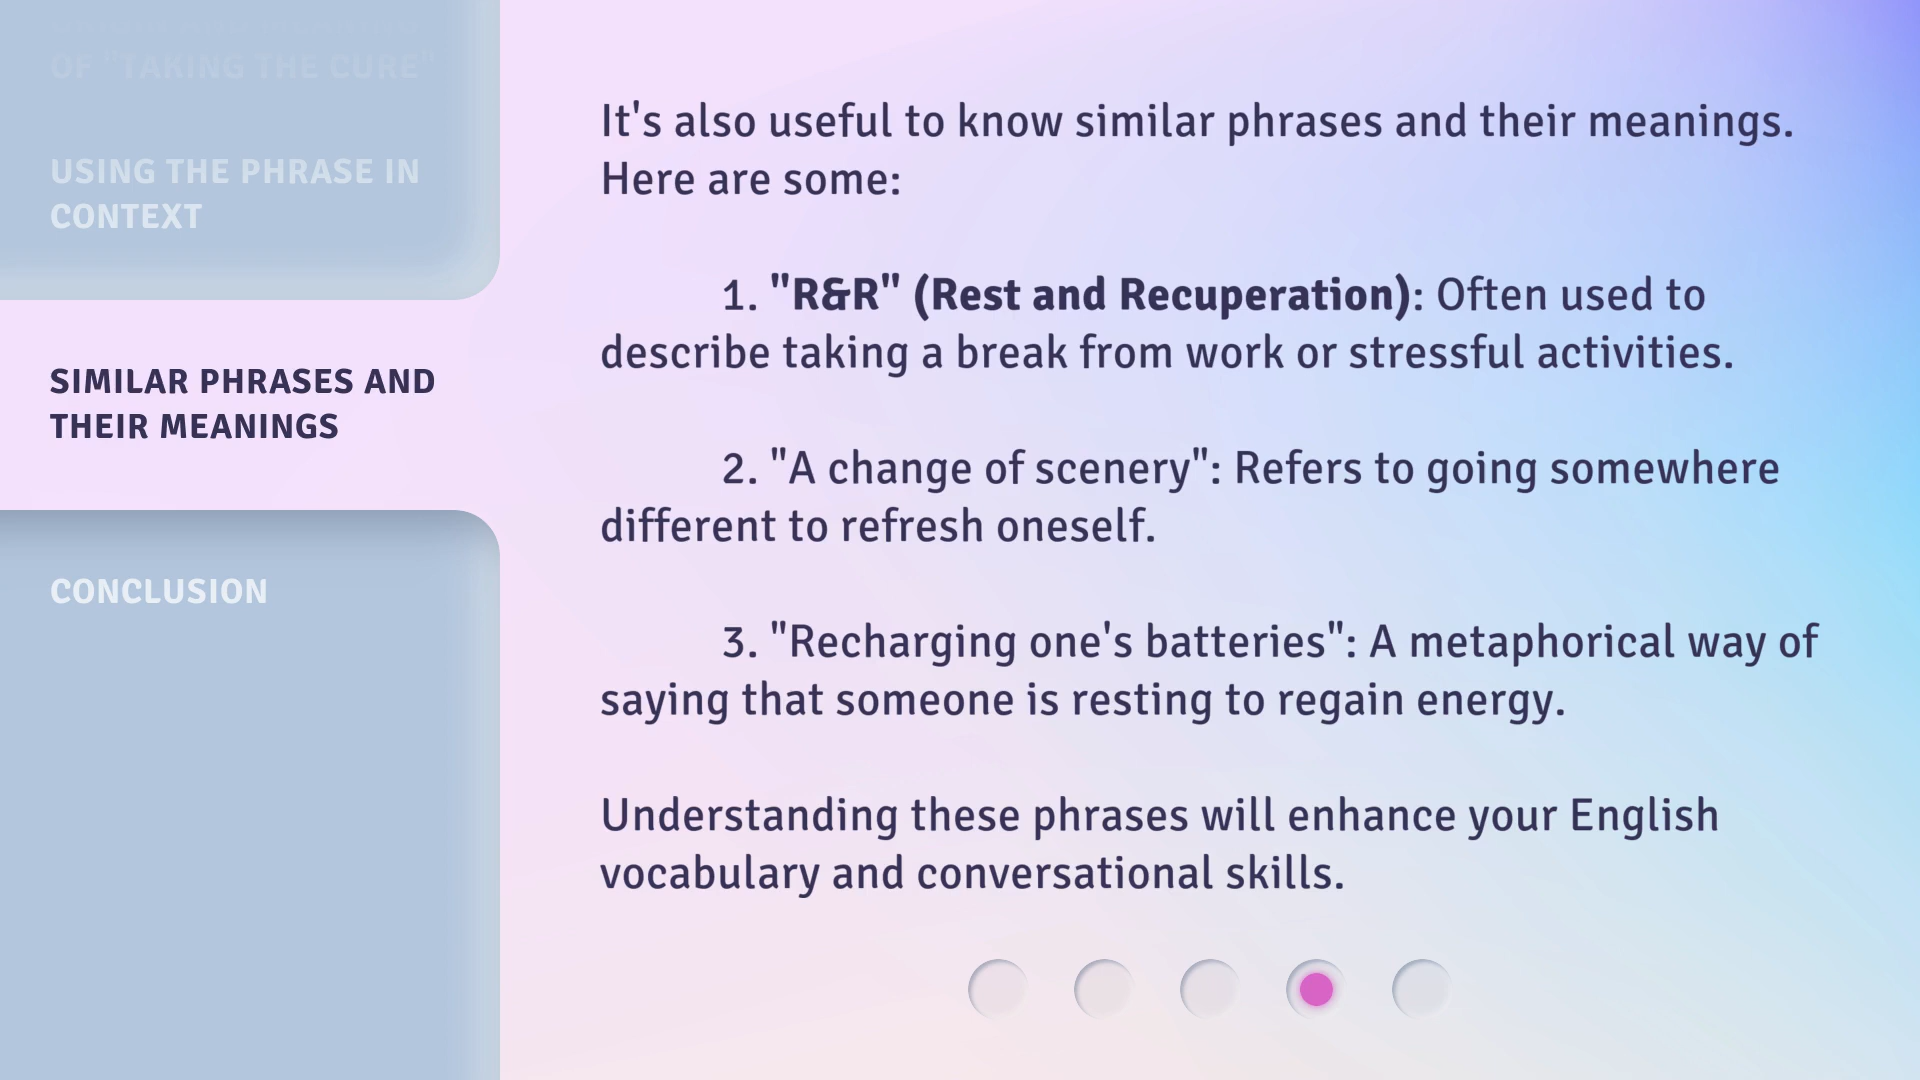 OF "TAKING THE CURE"
USING THE PHRASE IN
CONTEXT
SIMILAR PHRASES AND
THEIR MEANINGS
CONCLUSION
It's also useful to know similar phrases and their meanings.
Here are some:
1. "R&R" (Rest and Recuperation): Often used to
describe taking a break from work or stressful activities.
2. "A change of scenery": Refers to going somewhere
different to refresh oneself.
3. "Recharging one's batteries": A metaphorical way of
saying that someone is resting to regain energy.
Understanding these phrases will enhance your English
vocabulary and conversational skills.